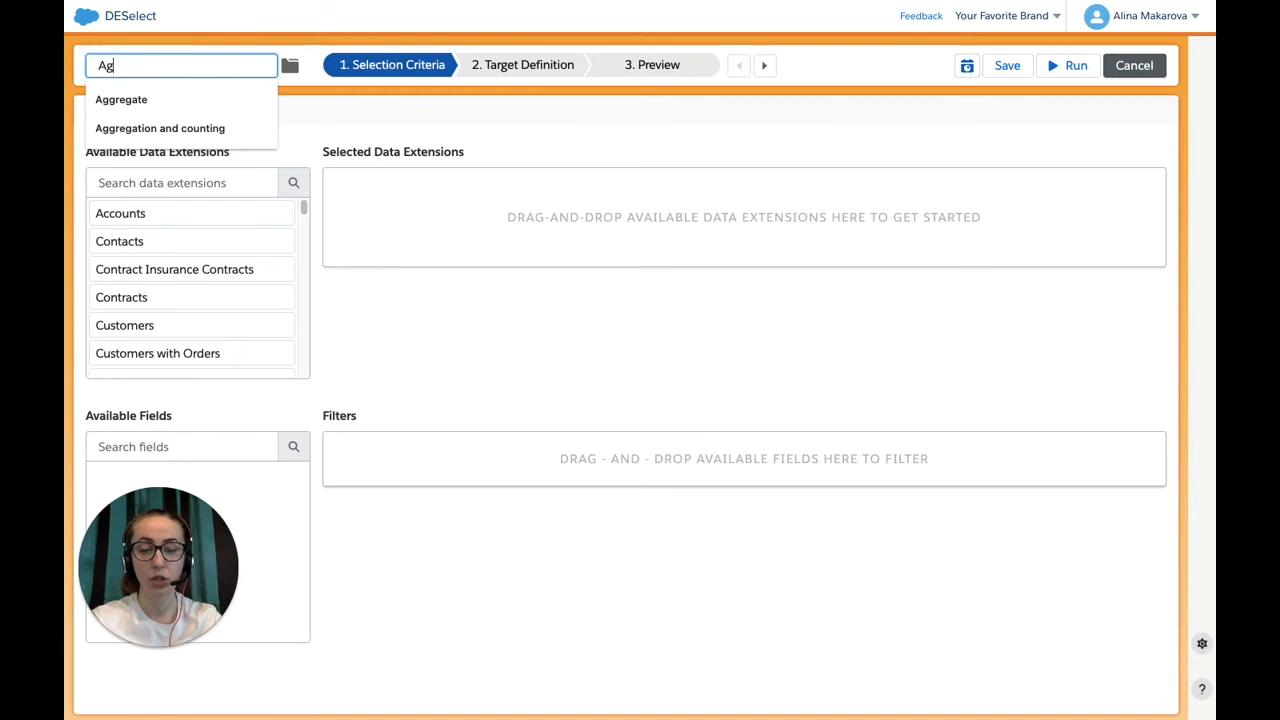 DESelect
Feedback
Your Favorite Brand
Alina Makarova
Ag
1. Selection Criteria
2. Target Definition
3. Preview
Save
Run
Cancel
Aggregate
Aggregation and counting
Available Data Extensions
Selected Data Extensions
Search data extensions
Accounts
Contacts
Contract Insurance Contracts
Contracts
Customers
Customers with Orders
DRAG-AND-DROP AVAILABLE DATA EXTENSIONS HERE TO GET STARTED
Available Fields
Filters
Search fields
DRAG - AND - DROP AVAILABLE FIELDS HERE TO FILTER
?